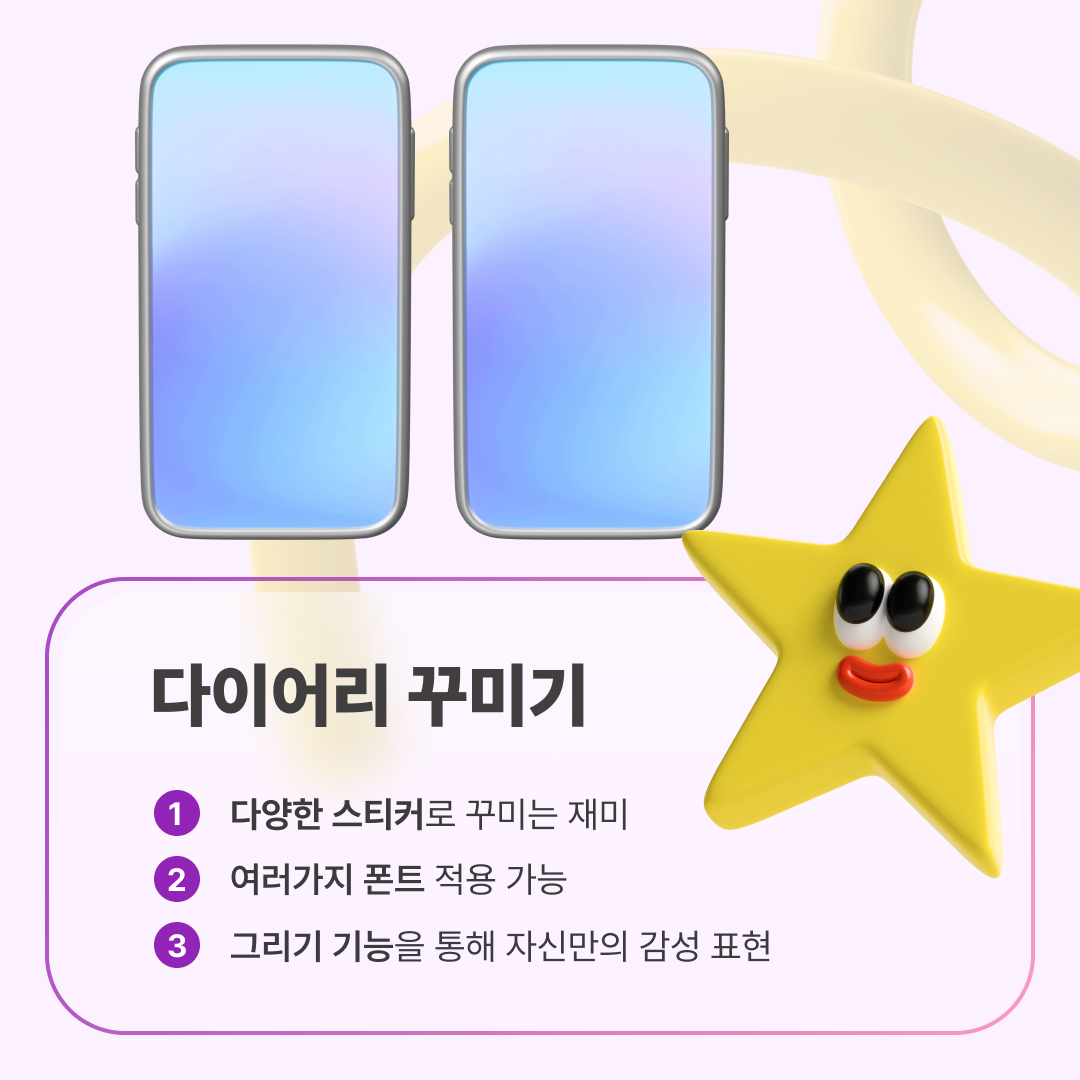 다이어리 꾸미기
1 다양한 스티커로 꾸미는 재미
2 여러가지 폰트 적용 가능
3 그리기 기능을 통해 자신만의 감성 표현